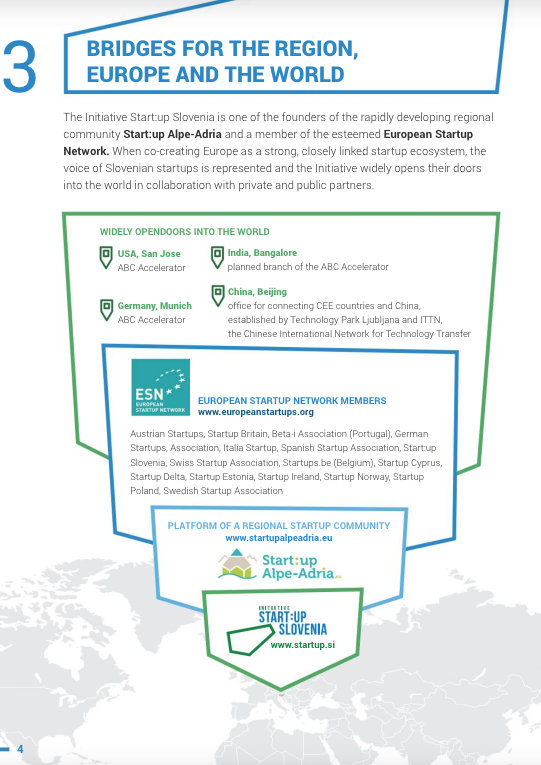 3
BRIDGES FOR THE REGION,
EUROPE AND THE WORLD
The Initiative Start:up Slovenia is one of the founders of the rapidly developing regional
community Start:up Alpe-Adria and a member of the esteemed European Startup
Network. When co-creating Europe as a strong, closely linked startup ecosystem, the
voice of Slovenian startups is represented and the Initiative widely opens their doors
into the world in collaboration with private and public partners.
WIDELY OPENDOORS INTO THE WORLD
USA, San Jose
ABC Accelerator
India, Bangalore
planned branch of the ABC Accelerator
Germany, Munich
ABC Accelerator
China, Beijing
office for connecting CEE countries and China,
established by Technology Park Ljubljana and ITTN,
the Chinese International Network for Technology Transfer
ESN
EUROPEAN
STARTUP NETWORK
EUROPEAN STARTUP NETWORK MEMBERS
www.europeanstartups.org
Austrian Startups, Startup Britain, Beta-i Association (Portugal), German
Startups, Association, Italia Startup, Spanish Startup Association, Start:up
Slovenia, Swiss Startup Association, Startups.be (Belgium), Startup Cyprus,
Startup Delta, Startup Estonia, Startup Ireland, Startup Norway, Startup
Poland, Swedish Startup Association
PLATFORM OF A REGIONAL STARTUP COMMUNITY
www.startupalpeadria.eu
Start:up
Alpe-Adria.eu
INITIATIVE
START:UP
SLOVENIA
www.startup.si
4